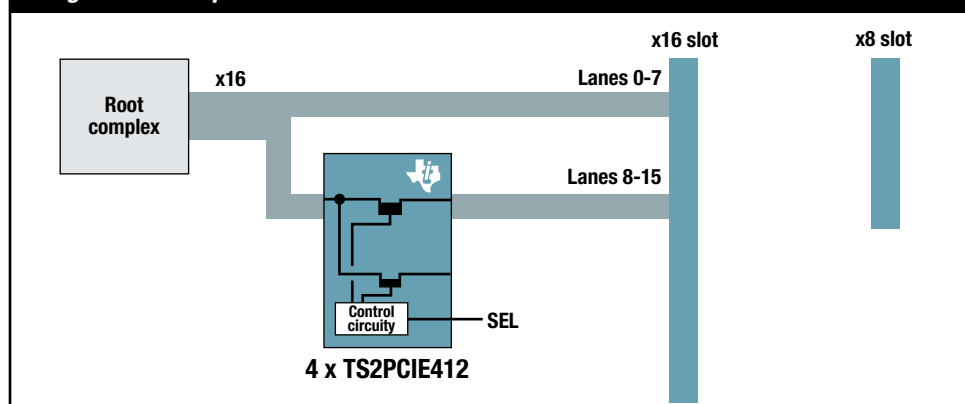 x16 slot
x8 slot
x16
Lanes 0-7
Root
complex
Lanes 8-15
Control
circuity
SEL
4 x TS2PCIE412